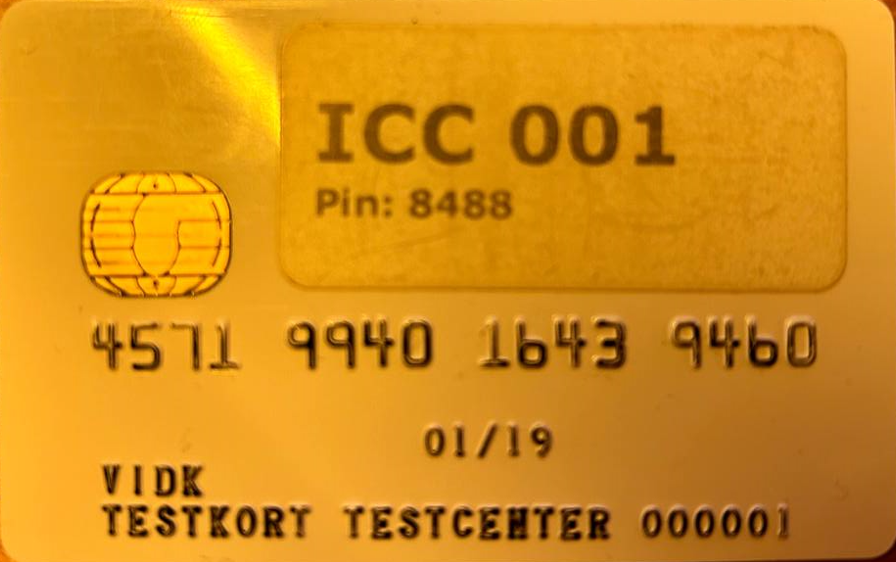 ICC 001
Pin: 8488
4571 9940 1643 9460
01/19
VIDK
TESTKORT TESTCENTER 000001